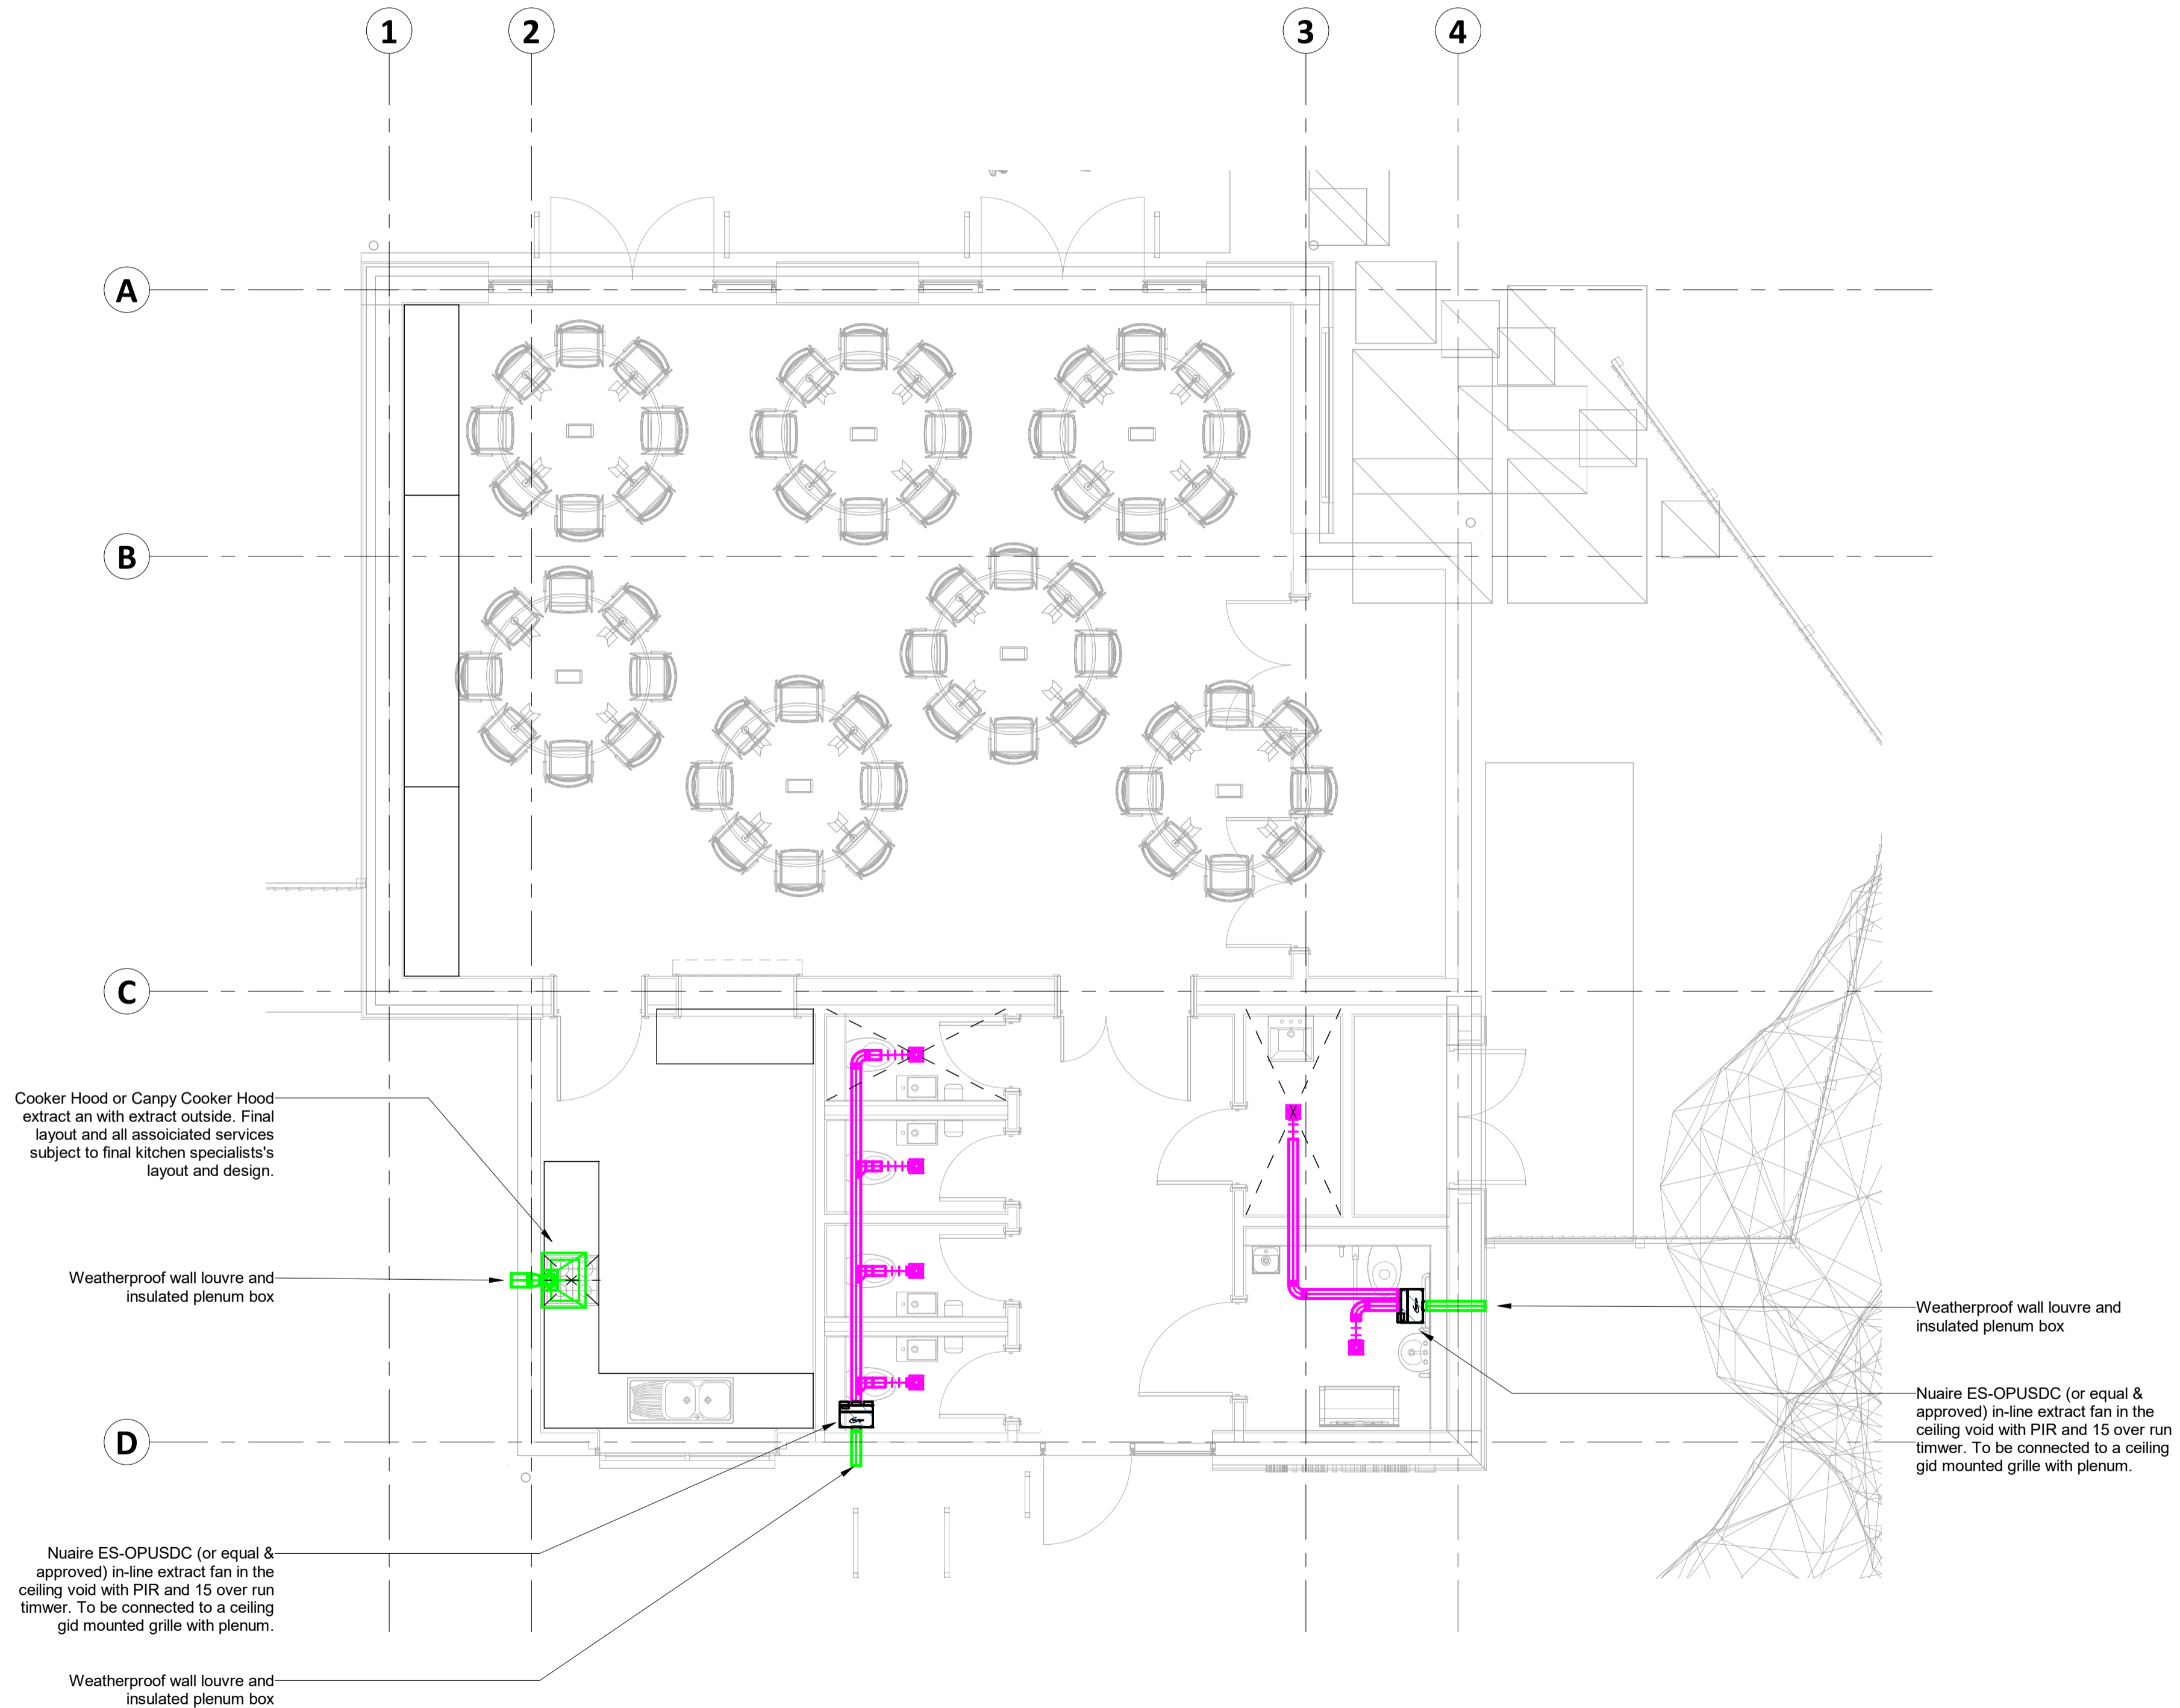 1
2
3
4
A
B
C
D
Cooker Hood or Canpy Cooker Hood
extract an with extract outside. Final
layout and all assoiciated services
subject to final kitchen specialists's
layout and design.
Weatherproof wall louvre and
insulated plenum box
Nuaire ES-OPUSDC (or equal &
approved) in-line extract fan in the
ceiling void with PIR and 15 over run
timwer. To be connected to a ceiling
gid mounted grille with plenum.
Weatherproof wall louvre and
insulated plenum box
Weatherproof wall louvre and
insulated plenum box
Nuaire ES-OPUSDC (or equal &
approved) in-line extract fan in the
ceiling void with PIR and 15 over run
timwer. To be connected to a ceiling
gid mounted grille with plenum.